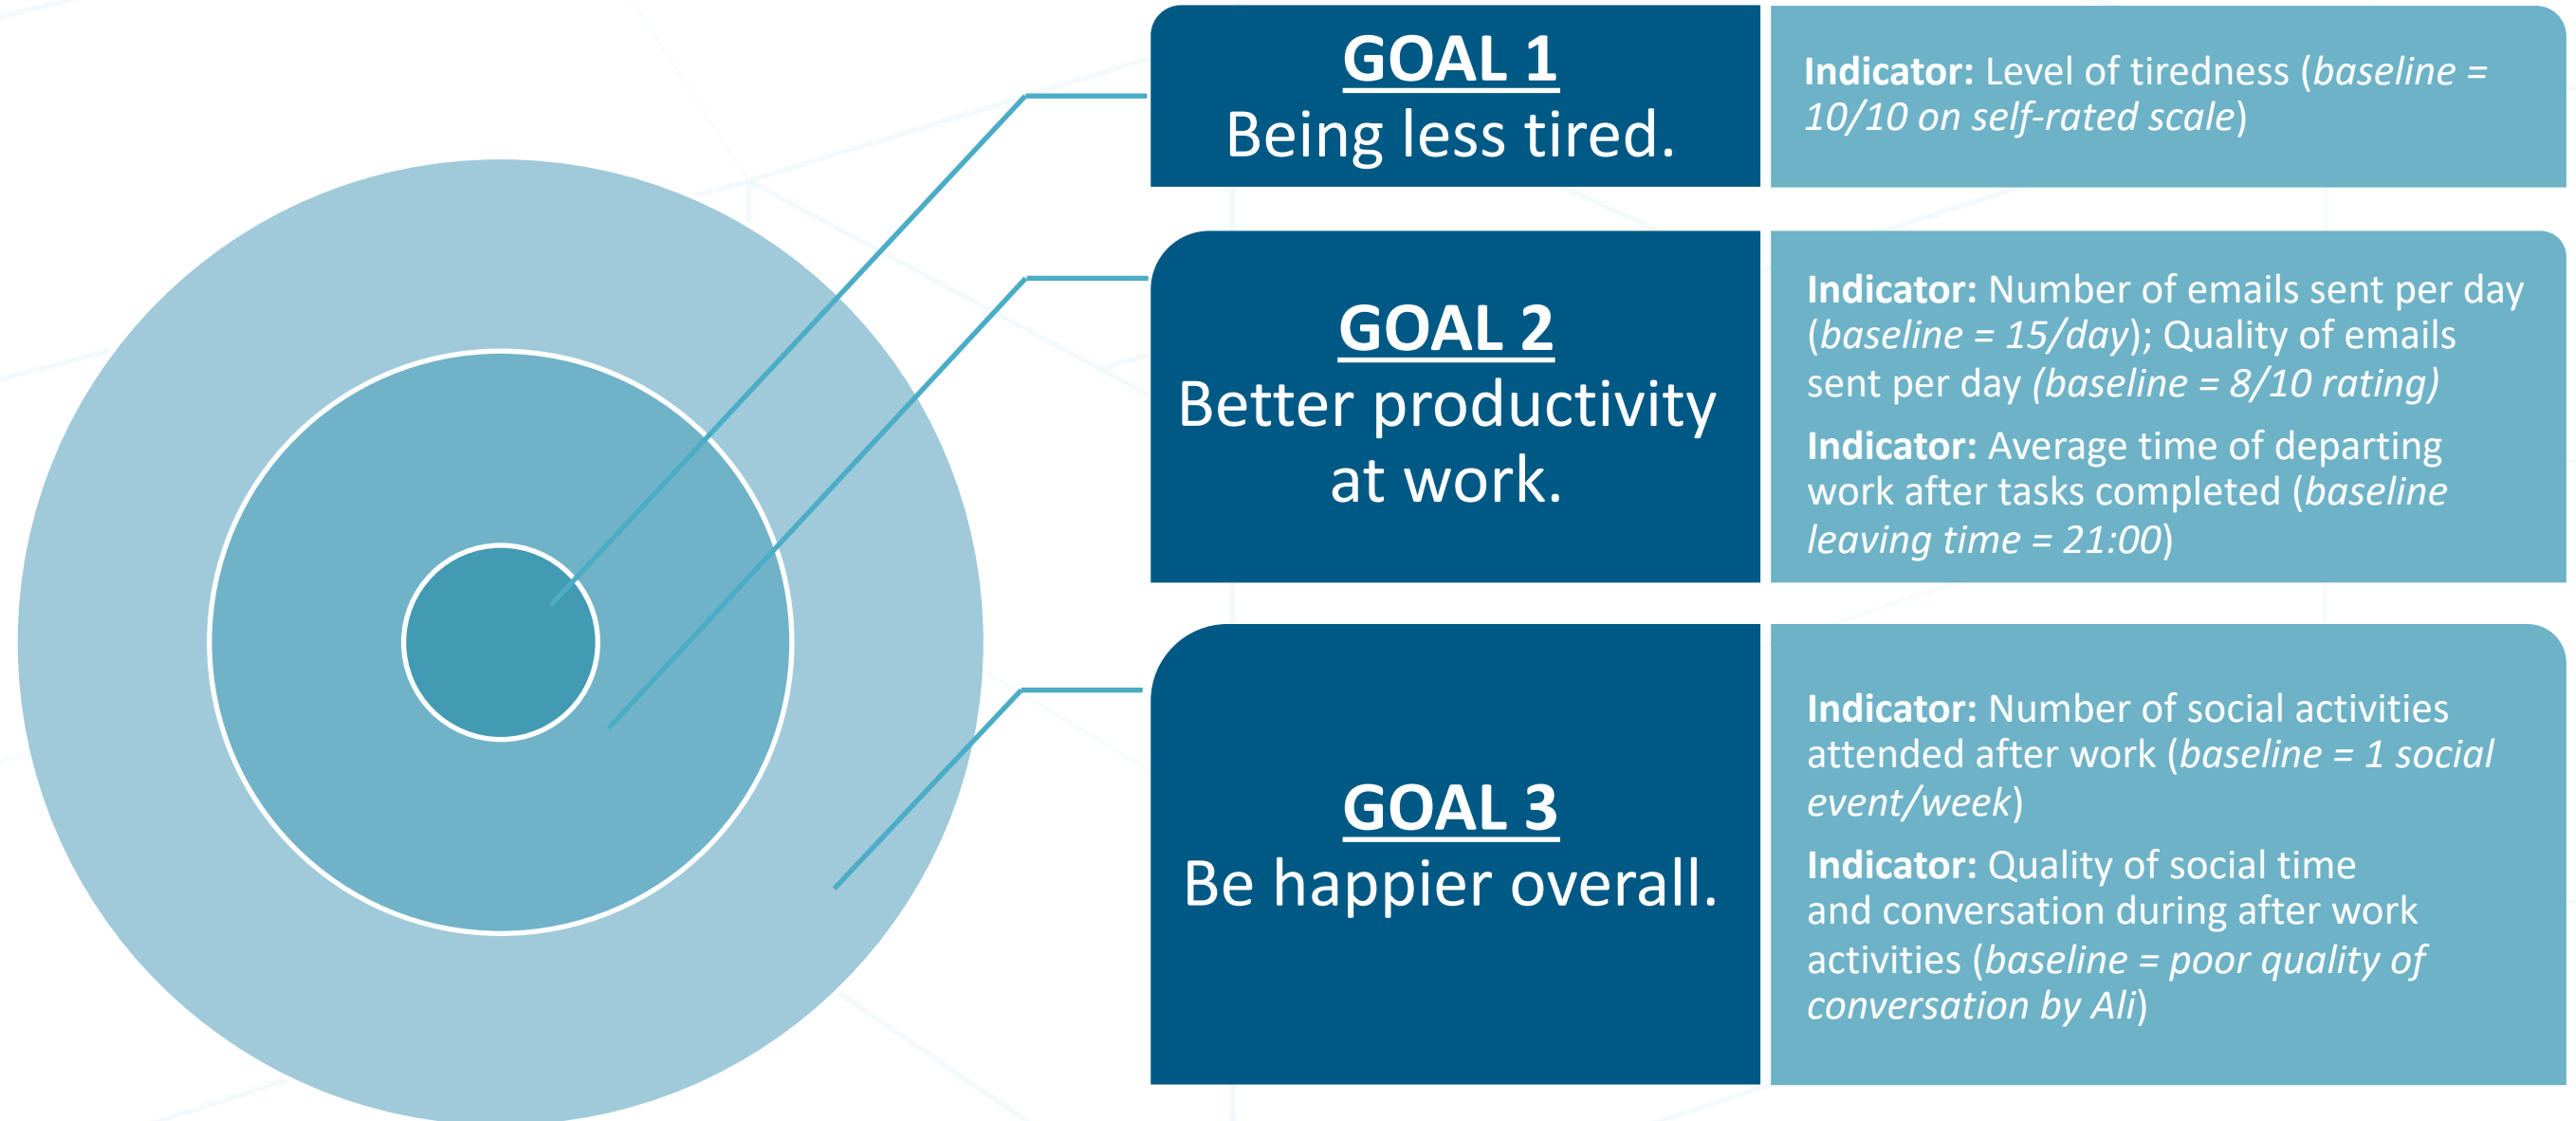 GOAL 1
Being less tired.
Indicator: Level of tiredness (baseline =
10/10 on self-rated scale)
GOAL 2
Better productivity
at work.
Indicator: Number of emails sent per day
(baseline = 15/day); Quality of emails
sent per day (baseline = 8/10 rating)
Indicator: Average time of departing
work after tasks completed (baseline
leaving time = 21:00)
GOAL 3
Be happier overall.
Indicator: Number of social activities
attended after work (baseline = 1 social
event/week)
Indicator: Quality of social time
and conversation during after work
activities (baseline = poor quality of
conversation by Ali)